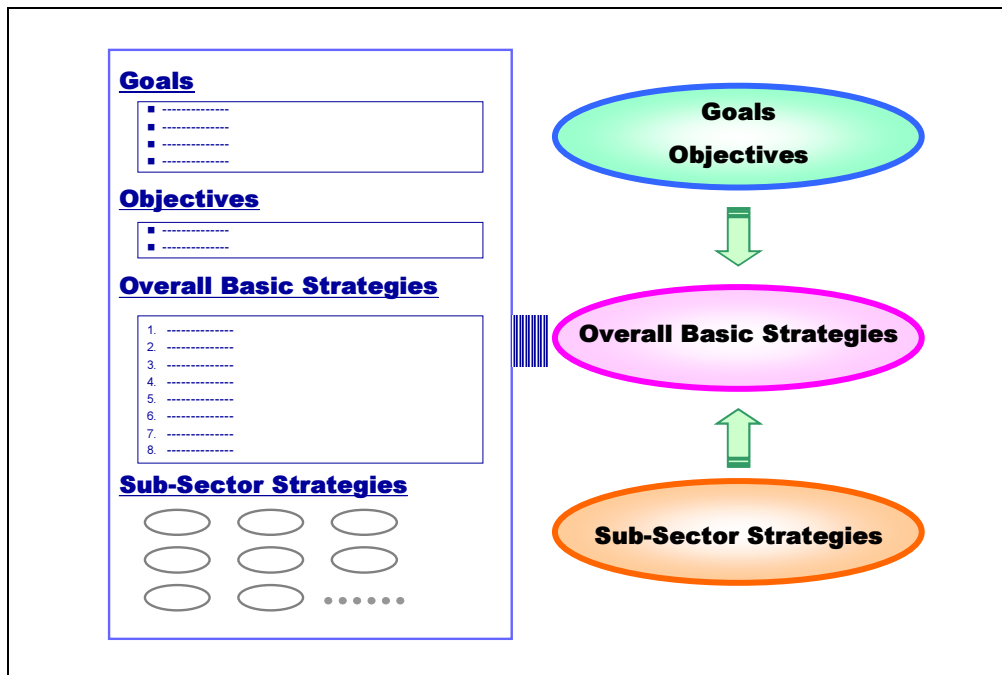 Goals
■ --------------
■ --------------
■ --------------
■ --------------
Objectives
■ --------------
■ --------------
Overall Basic Strategies
1. --------------
2. --------------
3. --------------
4. --------------
5. --------------
6. --------------
7. --------------
8. --------------
Sub-Sector Strategies
Goals
Objectives
Overall Basic Strategies
Sub-Sector Strategies